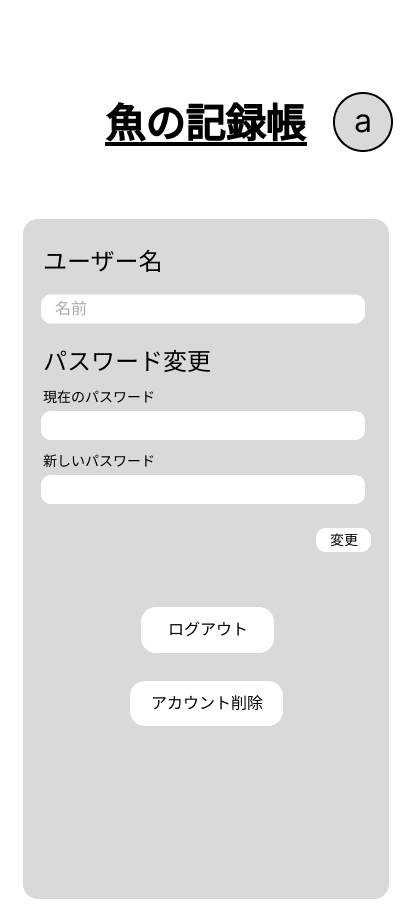 魚の記録帳
a
ユーザー名
名前
パスワード変更
現在のパスワード
新しいパスワード
変更
ログアウト
アカウント削除